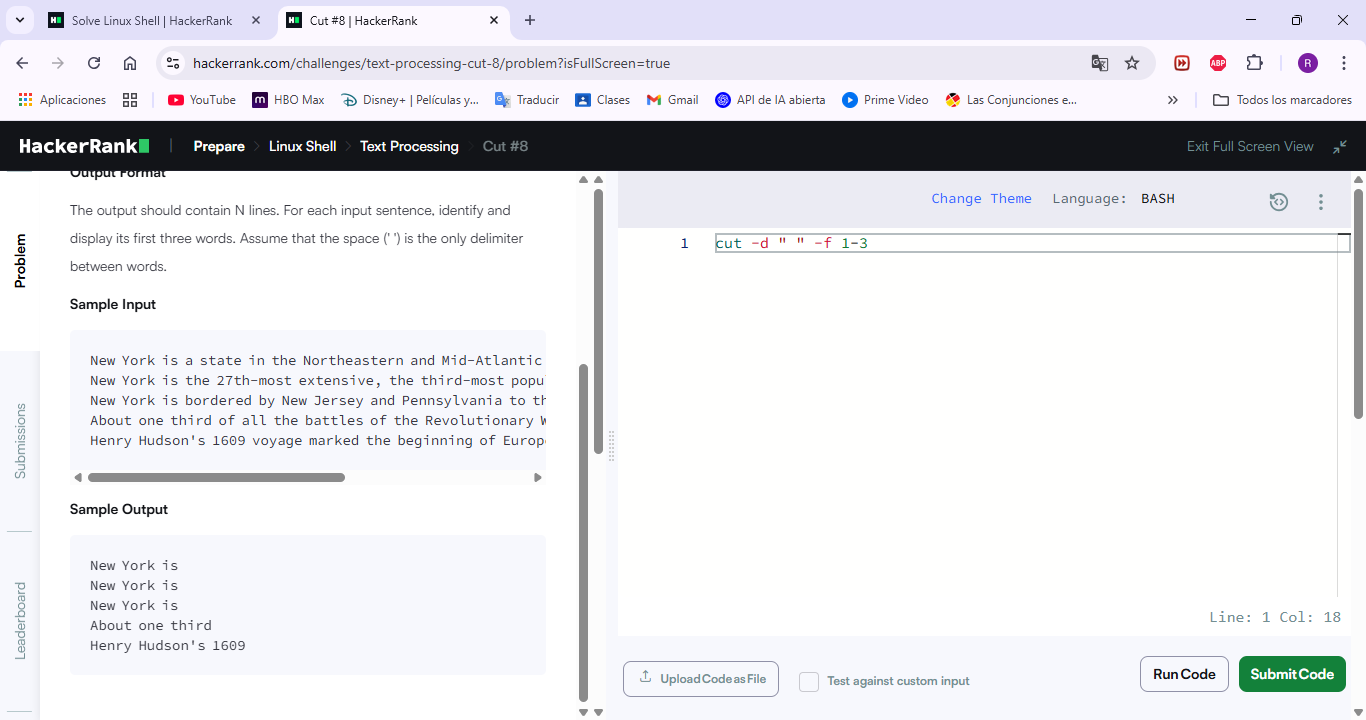 Solve Linux Shell | HackerRank
Cut #8 | HackerRank
hackerrank.com/challenges/text-processing-cut-8/problem?isFullScreen=true
ABP
R
Aplicaciones
YouTube
HBO Max
Disney+ | Películas y...
Traducir
Clases
Gmail
API de IA abierta
Prime Video
Las Conjunciones e...
Todos los marcadores
HackerRank
Prepare
Linux Shell
Text Processing
Cut #8
Exit Full Screen View
Problem
Submissions
Leaderboard
Output Format
The output should contain N lines. For each input sentence, identify and
display its first three words. Assume that the space (' ') is the only delimiter
between words.
Sample Input
New York is a state in the Northeastern and Mid-Atlantic
New York is the 27th-most extensive, the third-most popu
New York is bordered by New Jersey and Pennsylvania to th
About one third of all the battles of the Revolutionary W
Henry Hudson's 1609 voyage marked the beginning of Europ
Sample Output
New York is
New York is
New York is
About one third
Henry Hudson's 1609
Change Theme Language: BASH
1 cut -d " " -f 1-3
Line: 1 Col: 18
Upload Code as File
Test against custom input
Run Code
Submit Code